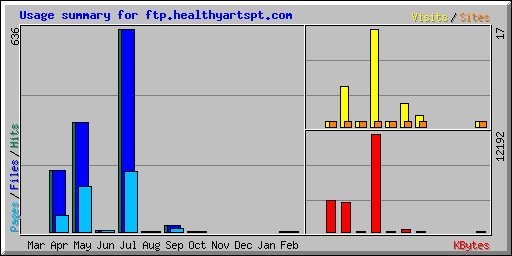 Usage summary for ftp.healthyartspt.com
Visits/Sites
636
17
12192
Pages/Files/Hits
Mar Apr May Jun Jul Aug Sep Oct Nov Dec Jan Feb
KBytes